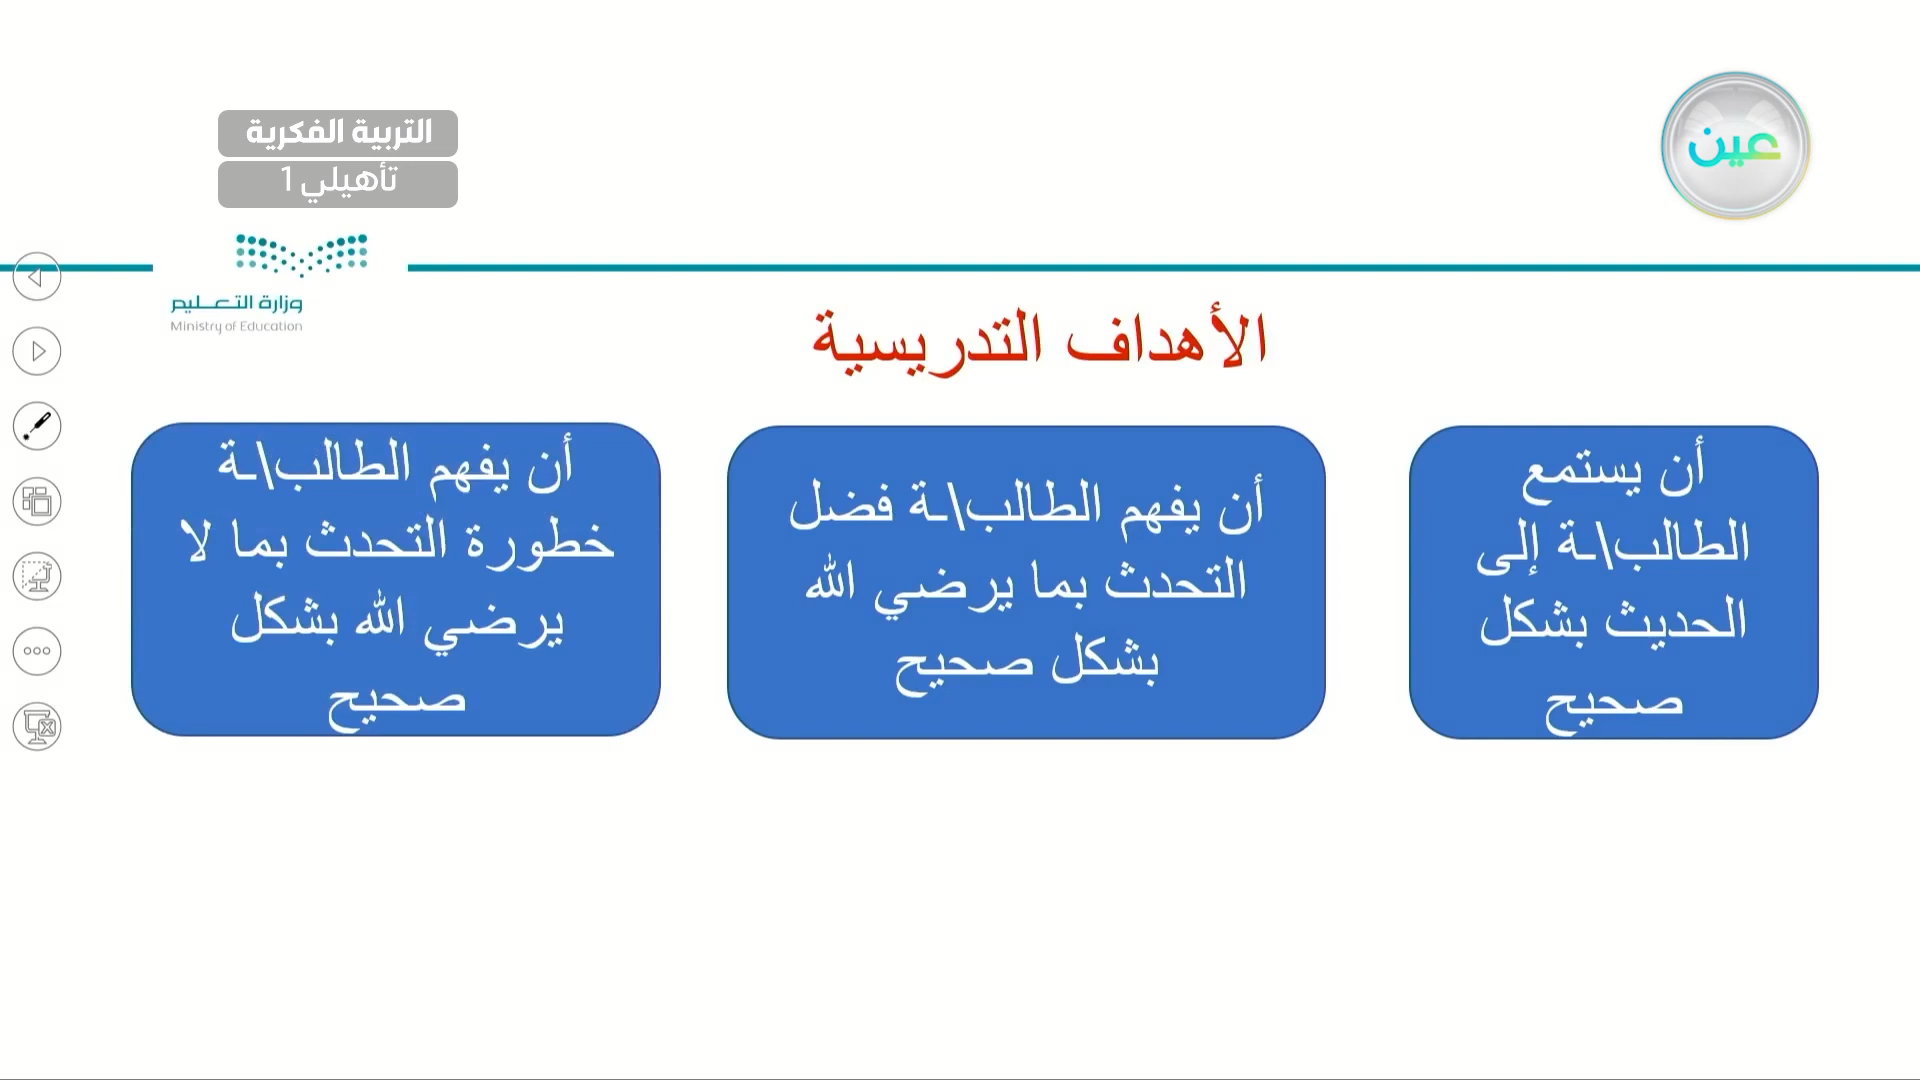 التربية الفكرية
تأهيلي 1
عين
وزارة التعليم
Ministry of Education
الأهداف التدريسية
أن يستمع
الطالب\ـة إلى
الحديث بشكل
صحيح
أن يفهم الطالب\ـة فضل
التحدث بما يرضي الله
بشكل صحيح
أن يفهم الطالب\ـة
خطورة التحدث بما لا
يرضي الله بشكل
صحيح